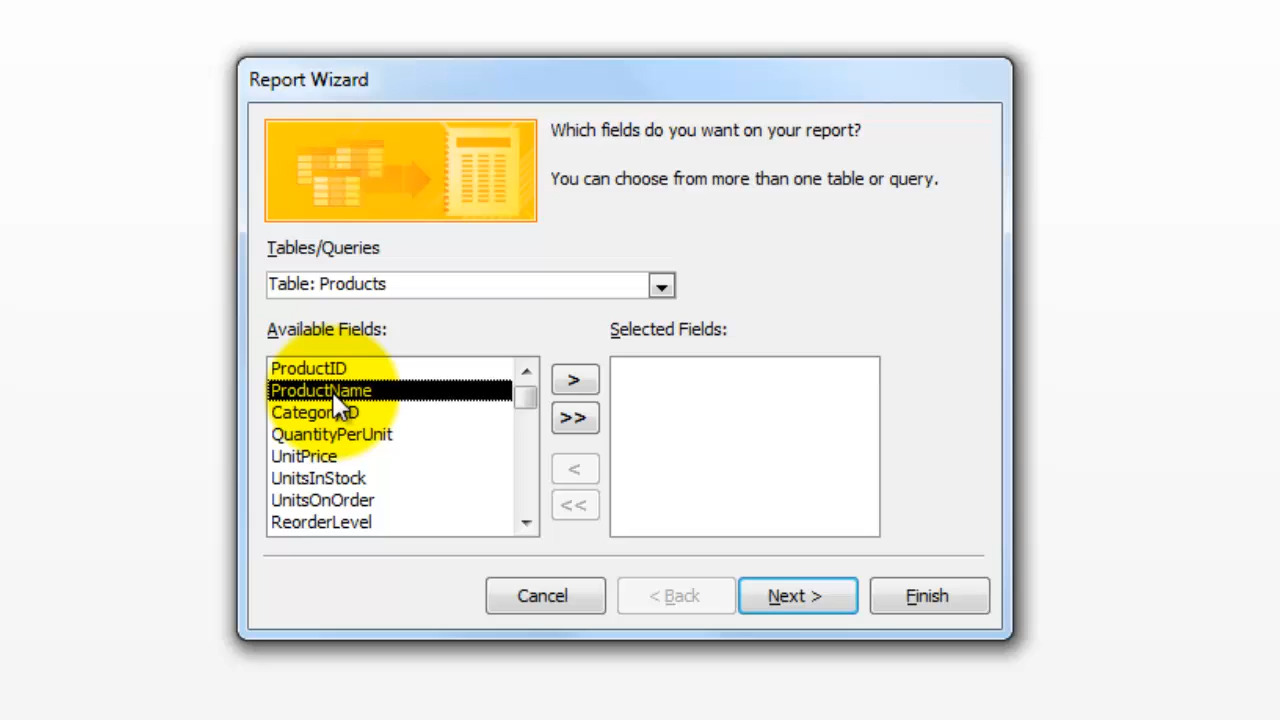 Report Wizard
Which fields do you want on your report?
You can choose from more than one table or query.
Tables/Queries
Table: Products
Available Fields:
Selected Fields:
ProductID
ProductName
CategoryID
QuantityPerUnit
UnitPrice
UnitsInStock
UnitsOnOrder
ReorderLevel
>
>>
<
<<
Cancel
< Back
Next >
Finish